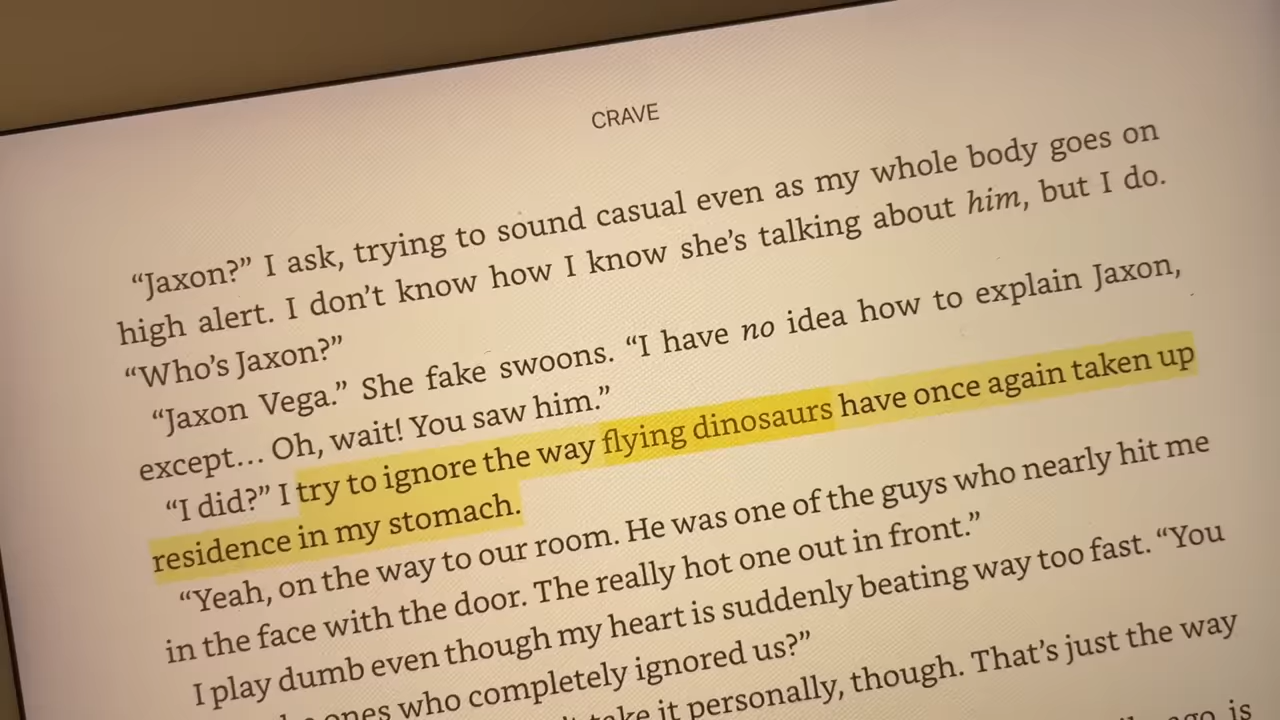 CRAVE
“Jaxon?” I ask, trying to sound casual even as my whole body goes on
high alert. I don’t know how I know she’s talking about him, but I do.
“Who’s Jaxon?”
“Jaxon Vega.” She fake swoons. “I have no idea how to explain Jaxon,
except… Oh, wait! You saw him.”
“I did?” I try to ignore the way flying dinosaurs have once again taken up
residence in my stomach.
“Yeah, on the way to our room. He was one of the guys who nearly hit me
in the face with the door. The really hot one out in front.”
I play dumb even though my heart is suddenly beating way too fast. “You
ones who completely ignored us?”
take it personally, though. That’s just the way
is